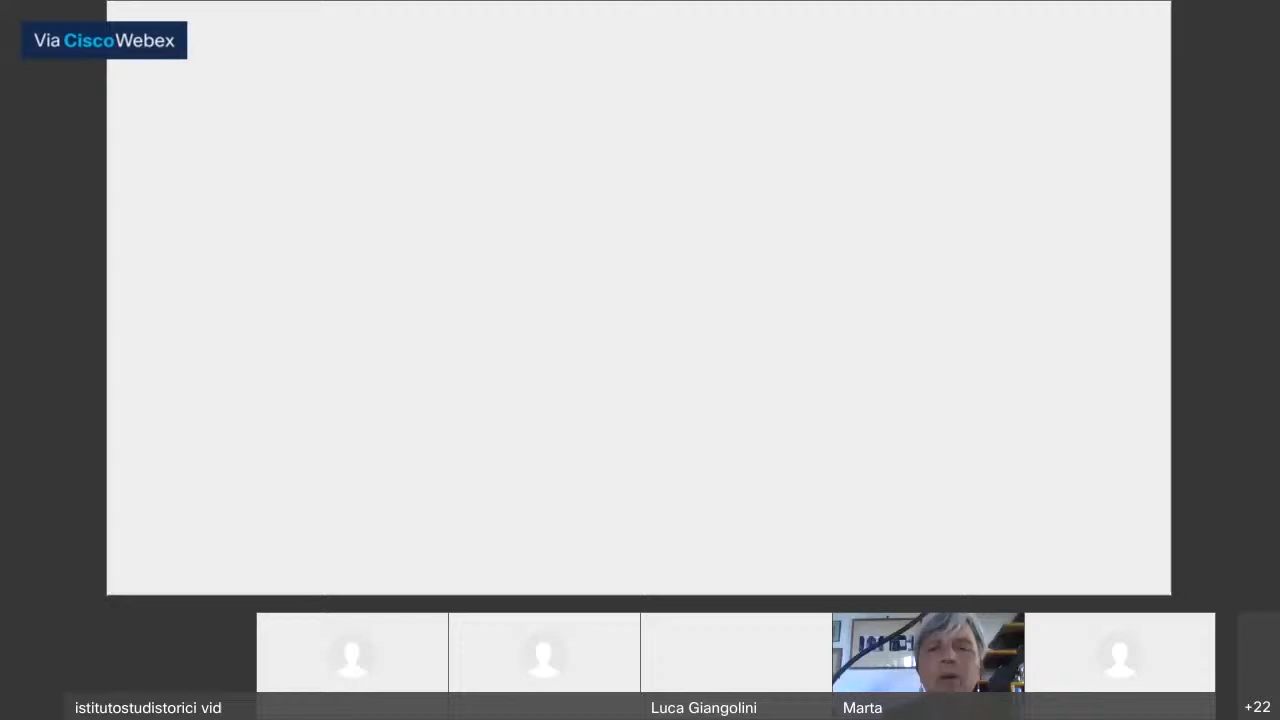 Via CiscoWebex
istitutostudistorici vid
Luca Giangolini
Marta
+22